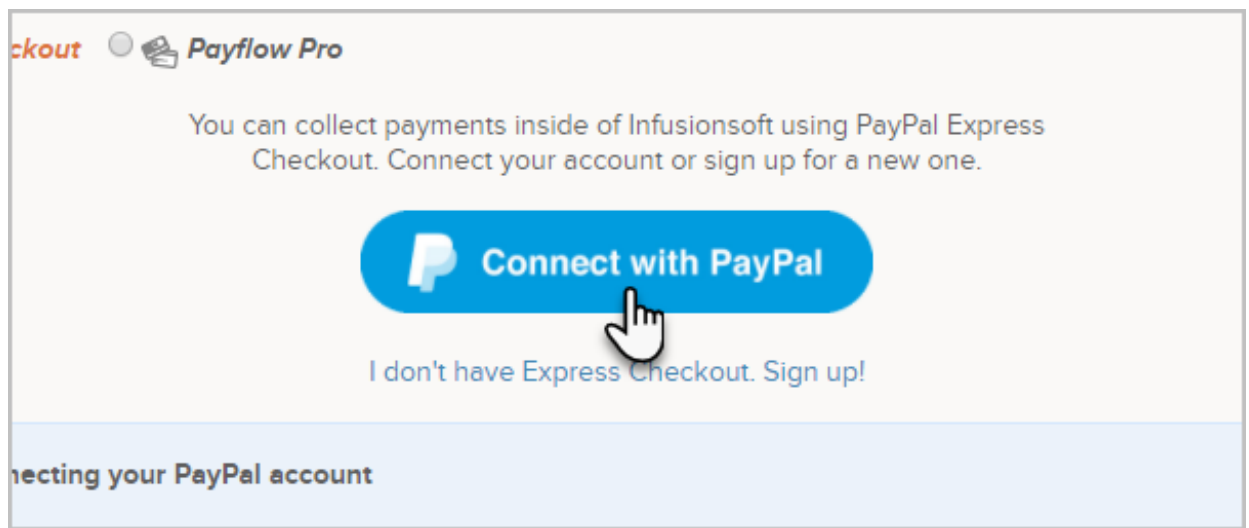 ckout Payflow Pro
You can collect payments inside of Infusionsoft using PayPal Express
Checkout. Connect your account or sign up for a new one.
Connect with PayPal
I don't have Express Checkout. Sign up!
necting your PayPal account